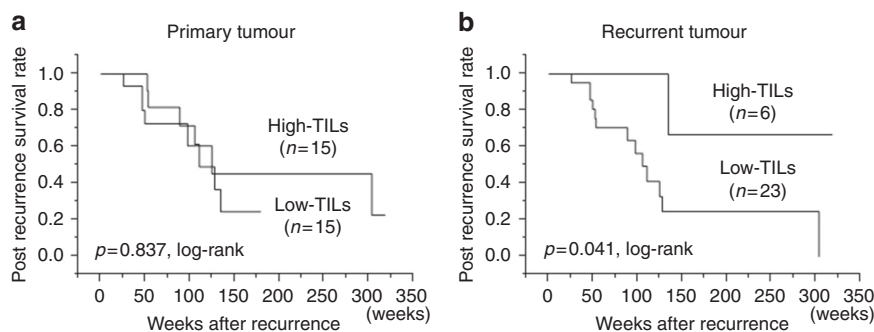 a
Primary tumour
Post recurrence survival rate
1.0
0.8
0.6
0.4
0.2
0.0
High-TILs
(n=15)
Low-TILs
(n=15)
p=0.837, log-rank
0 50 100 150 200 250 300 350
(weeks)
Weeks after recurrence
b
Recurrent tumour
Post recurrence survival rate
1.0
0.8
0.6
0.4
0.2
0.0
High-TILs
(n=6)
Low-TILs
(n=23)
p=0.041, log-rank
0 50 100 150 200 250 300 350
(weeks)
Weeks after recurrence